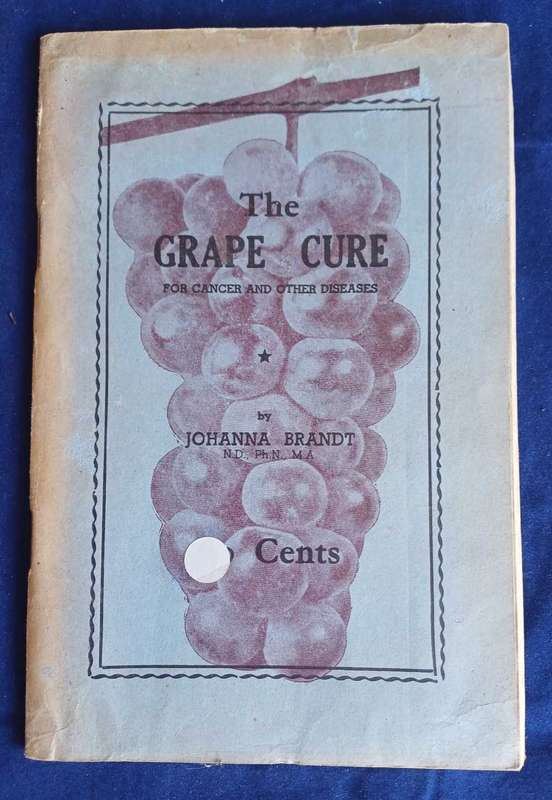 The
GRAPE CURE
FOR CANCER AND OTHER DISEASES
by
JOHANNA BRANDT
N.D., Ph.N., M.A.
Cents